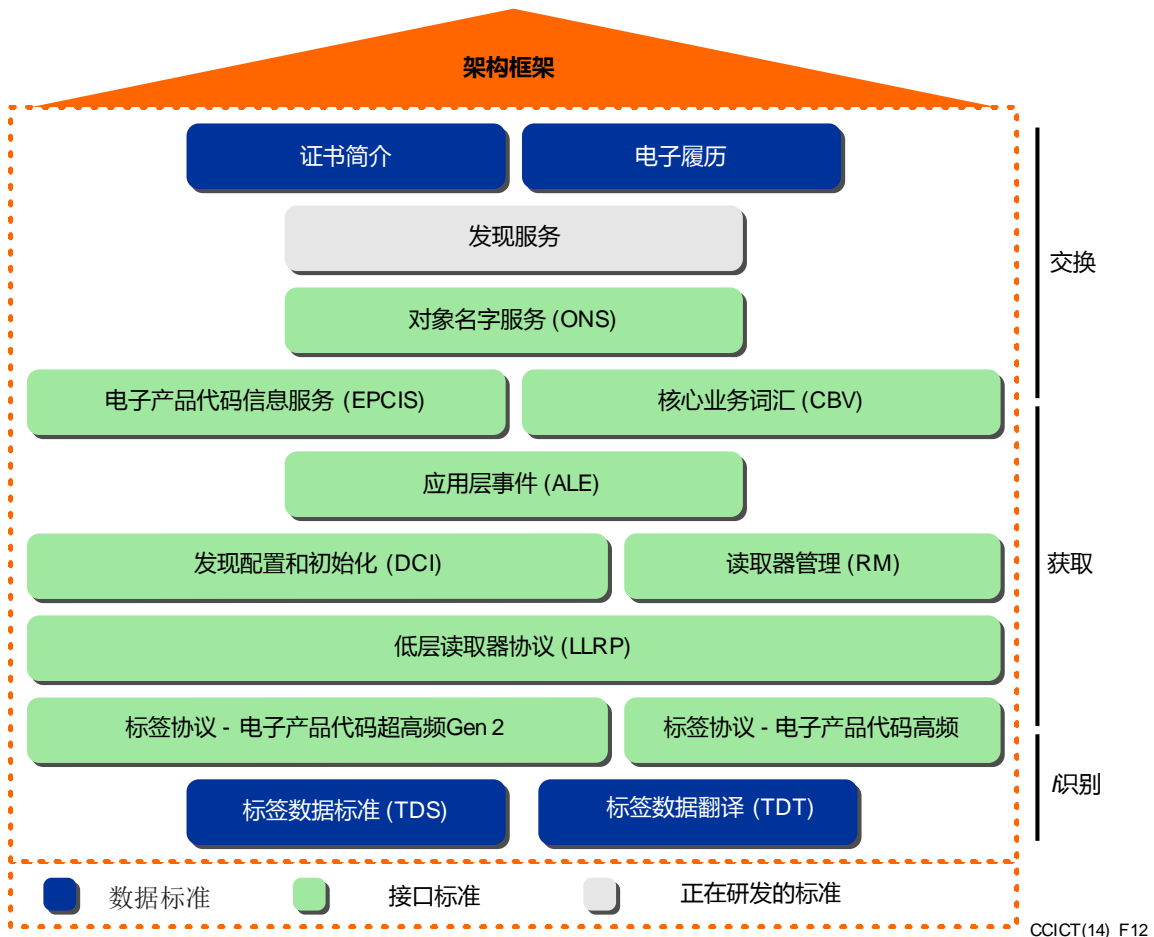 架构框架
证书简介
电子履历
发现服务
对象名字服务 (ONS)
电子产品代码信息服务 (EPCIS)
核心业务词汇 (CBV)
应用层事件 (ALE)
发现配置和初始化 (DCI)
读取器管理 (RM)
低层读取器协议 (LLRP)
标签协议 - 电子产品代码超高频Gen 2
标签协议 - 电子产品代码高频
标签数据标准 (TDS)
标签数据翻译 (TDT)
交换
获取
/识别
数据标准
接口标准
正在研发的标准
CCICT(14)_F12